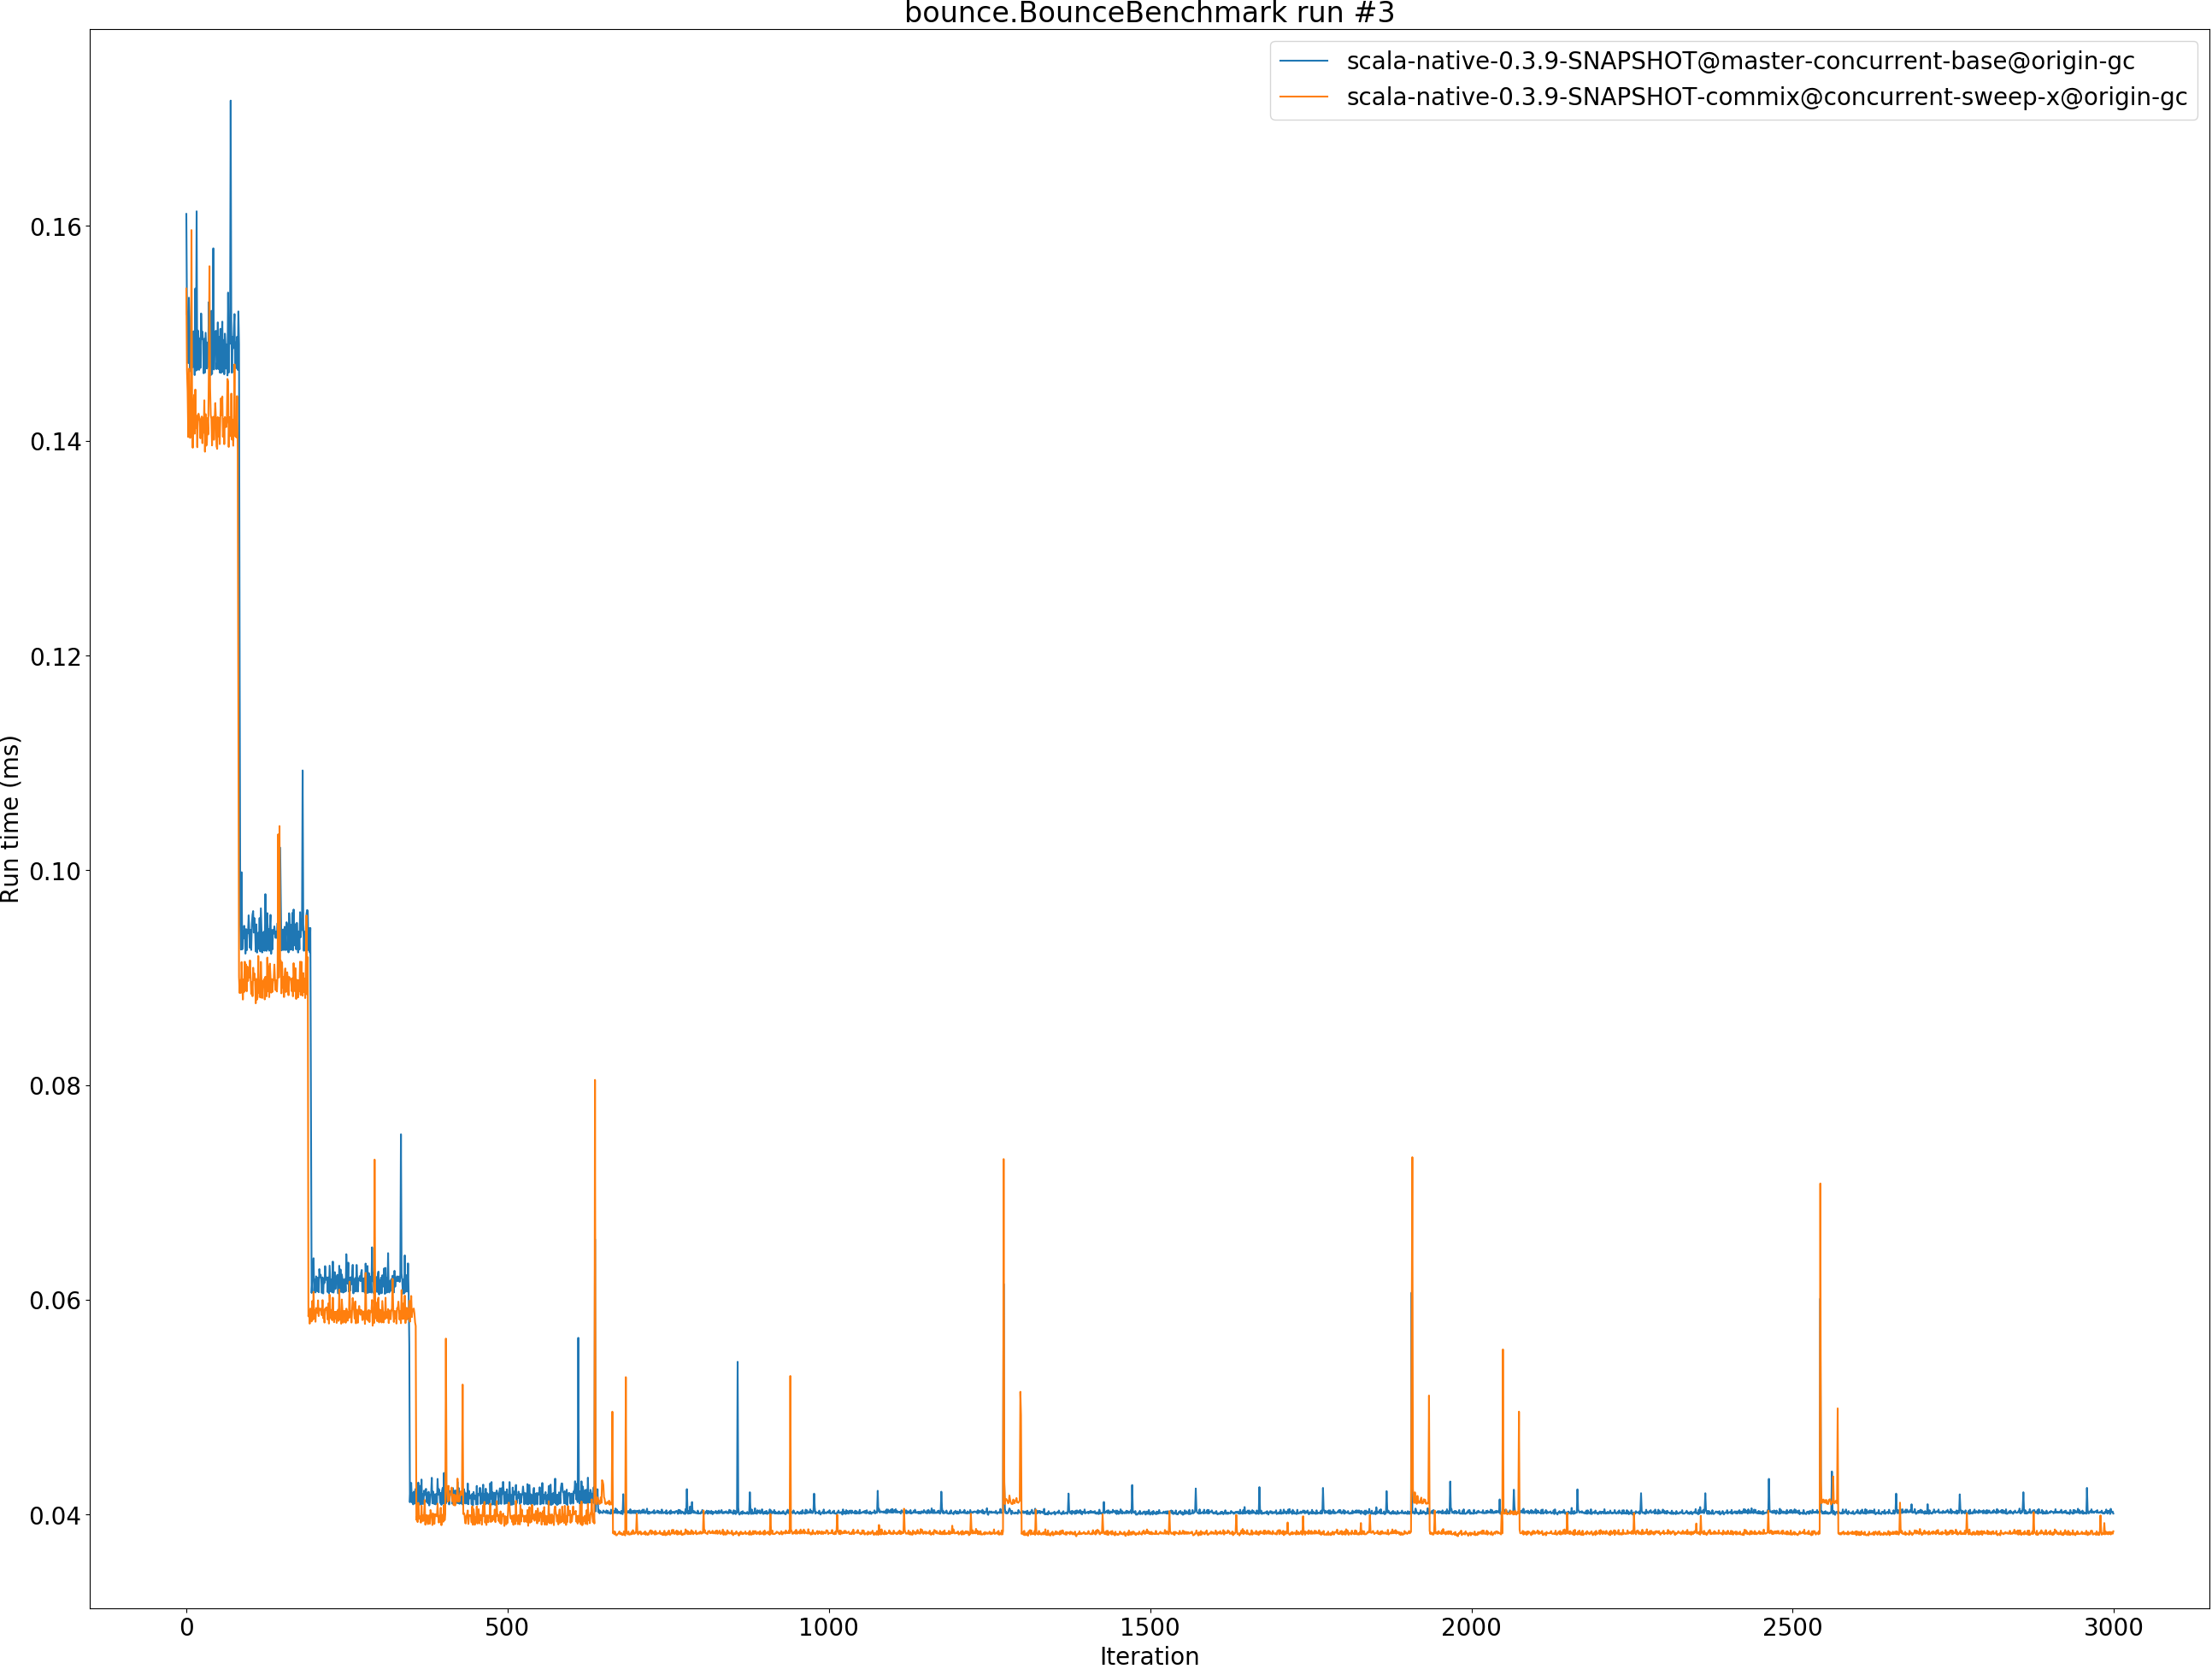 bounce.BounceBenchmark run #3
scala-native-0.3.9-SNAPSHOT@master-concurrent-base@origin-gc
scala-native-0.3.9-SNAPSHOT-commix@concurrent-sweep-x@origin-gc
Run time (ms)
0.16
0.14
0.12
0.10
0.08
0.06
0.04
0
500
1000
1500
2000
2500
3000
Iteration